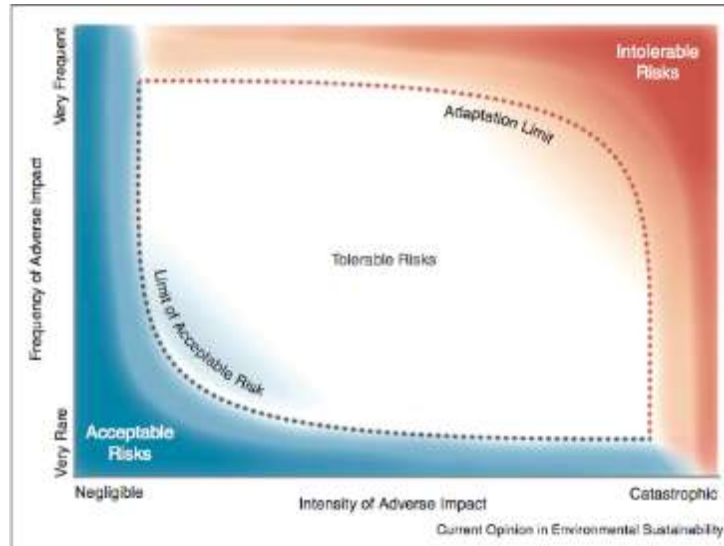 Very Frequent
Intolerable
Risks
Adaptation Limit
Frequency of Adverse Impact
Tolerable Risks
Limit of Acceptable Risk
Very Rare
Acceptable
Risks
Negligible
Intensity of Adverse Impact
Catastrophic
Current Opinion in Environmental Sustainability